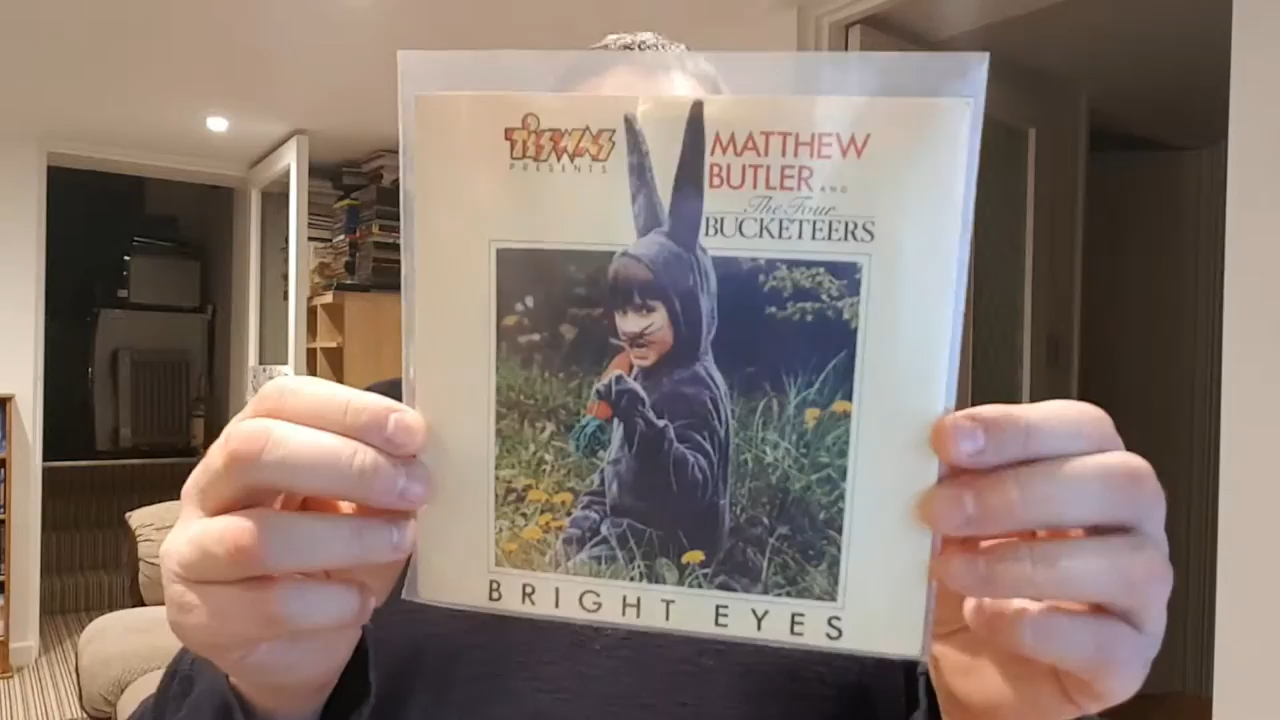 TISWAS
PRESENTS
MATTHEW
BUTLER AND
The Four
BUCKETEERS
BRIGHT EYES